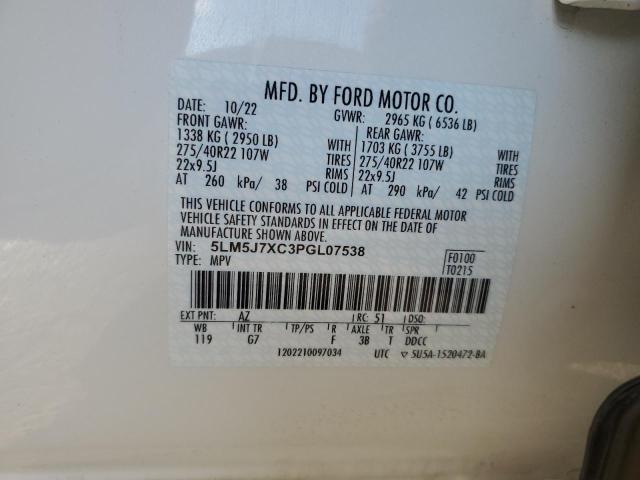 MFD. BY FORD MOTOR CO.
DATE: 10/22 GVWR: 2965 KG ( 6536 LB)
FRONT GAWR: REAR GAWR:
1338 KG ( 2950 LB) WITH 1703 KG ( 3755 LB) WITH
275/40R22 107W TIRES 275/40R22 107W TIRES
22x9.5J RIMS 22x9.5J RIMS
AT 260 kPa/ 38 PSI COLD AT 290 kPa/ 42 PSI COLD
THIS VEHICLE CONFORMS TO ALL APPLICABLE FEDERAL MOTOR
VEHICLE SAFETY STANDARDS IN EFFECT ON THE DATE OF
MANUFACTURE SHOWN ABOVE.
VIN: 5LM5J7XC3PGL07538 F0100
TYPE: MPV T0215
EXT PNT: AZ RC: 51 DSO:
WB INT TR TP/PS R AXLE TR SPR
119 G7 F 3B T DDCC
1202210097034 UTC 5U5A-1520472-BA